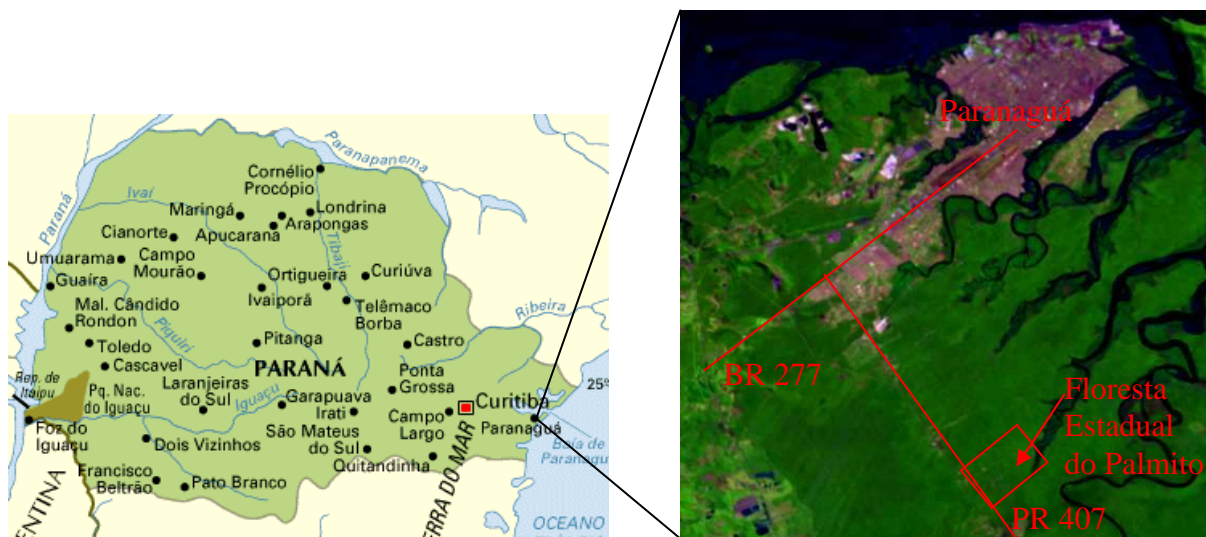 Paranapanema
Cornélio
Procópio
Ivaí
Paraná
Maringá
Londrina
Arapongas
Apucarana
Cianorte
Tibaji
Umuarama
Campo
Mourão
Ortigueira
Curiúva
Guaíra
Ivaiporã
Mal. Cândido
Rondon
Telêmaco
Borba
Ribeira
Piquiri
Pitanga
Castro
Toledo
PARANÁ
Cascavel
Ponta
Grossa
25°
Rep. de
Itaipu
Pq. Nac.
do Iguaçu
Laranjeiras
do Sul
Iguaçu
Garapuava
Irati
Curitiba
Campo
Largo
Paranaguá
Foz do
Iguaçu
Dois Vizinhos
São Mateus
do Sul
Baía de
Paranagu
Quitandinha
Francisco
Beltrão
Pato Branco
ENTINA
ERRA DO MAR
OCEANO
Paranaguá
BR 277
Floresta
Estadual
do Palmito
PR 407